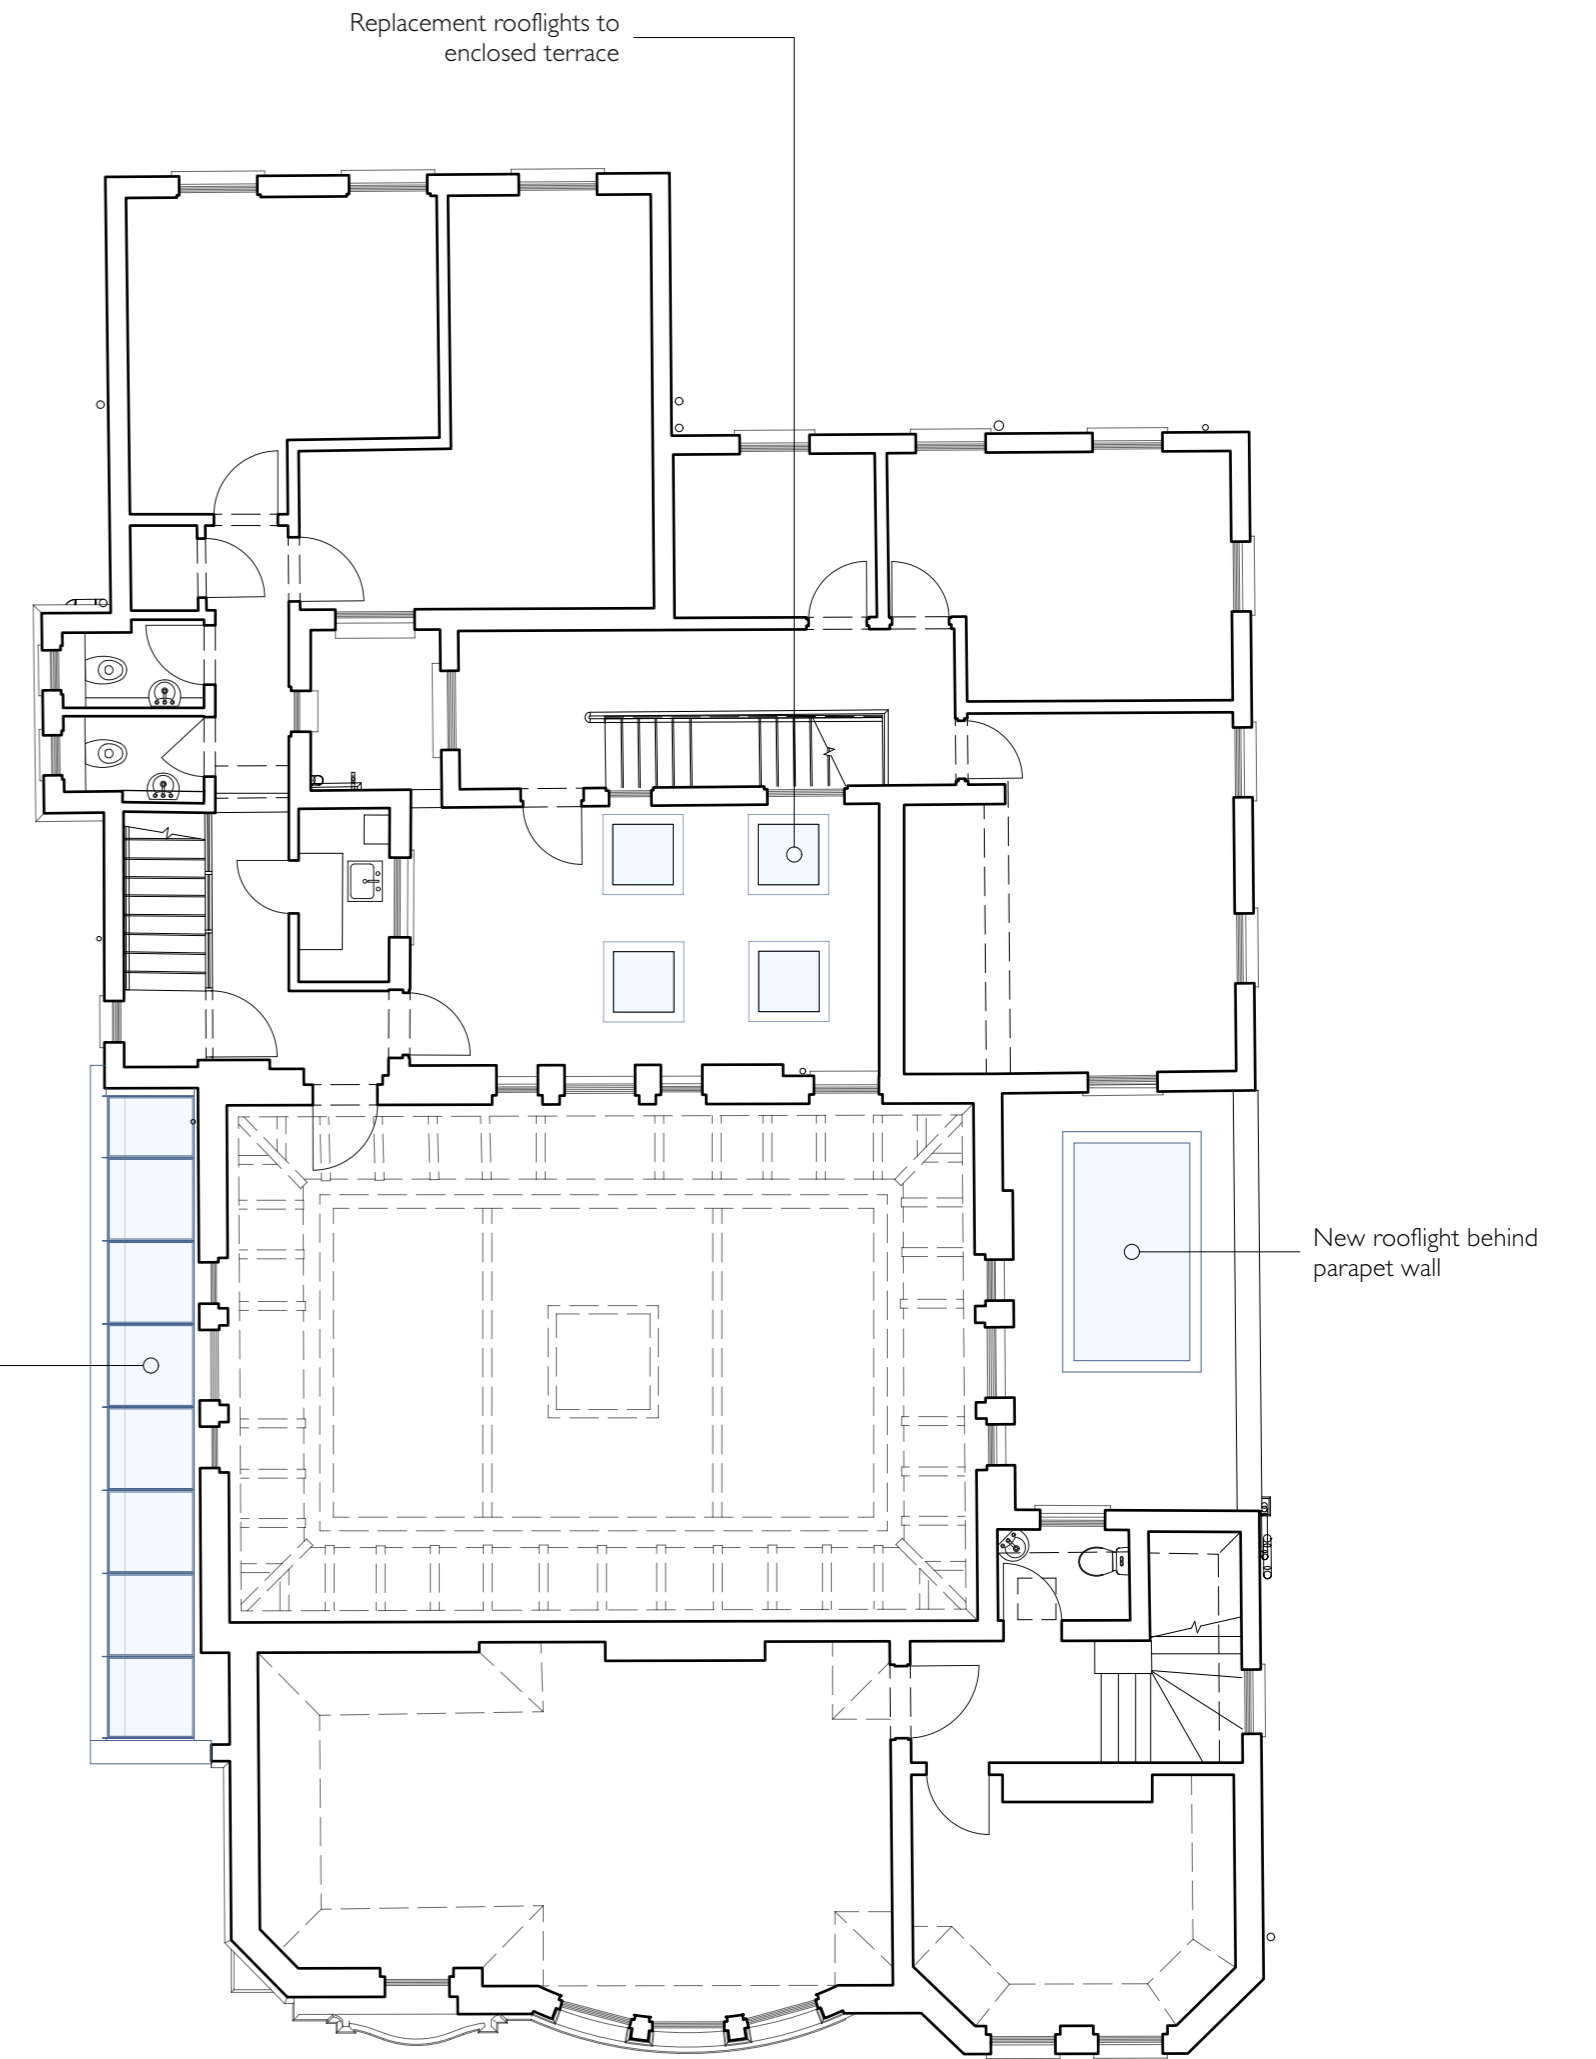 Replacement rooflights to
enclosed terrace
New rooflight behind
parapet wall